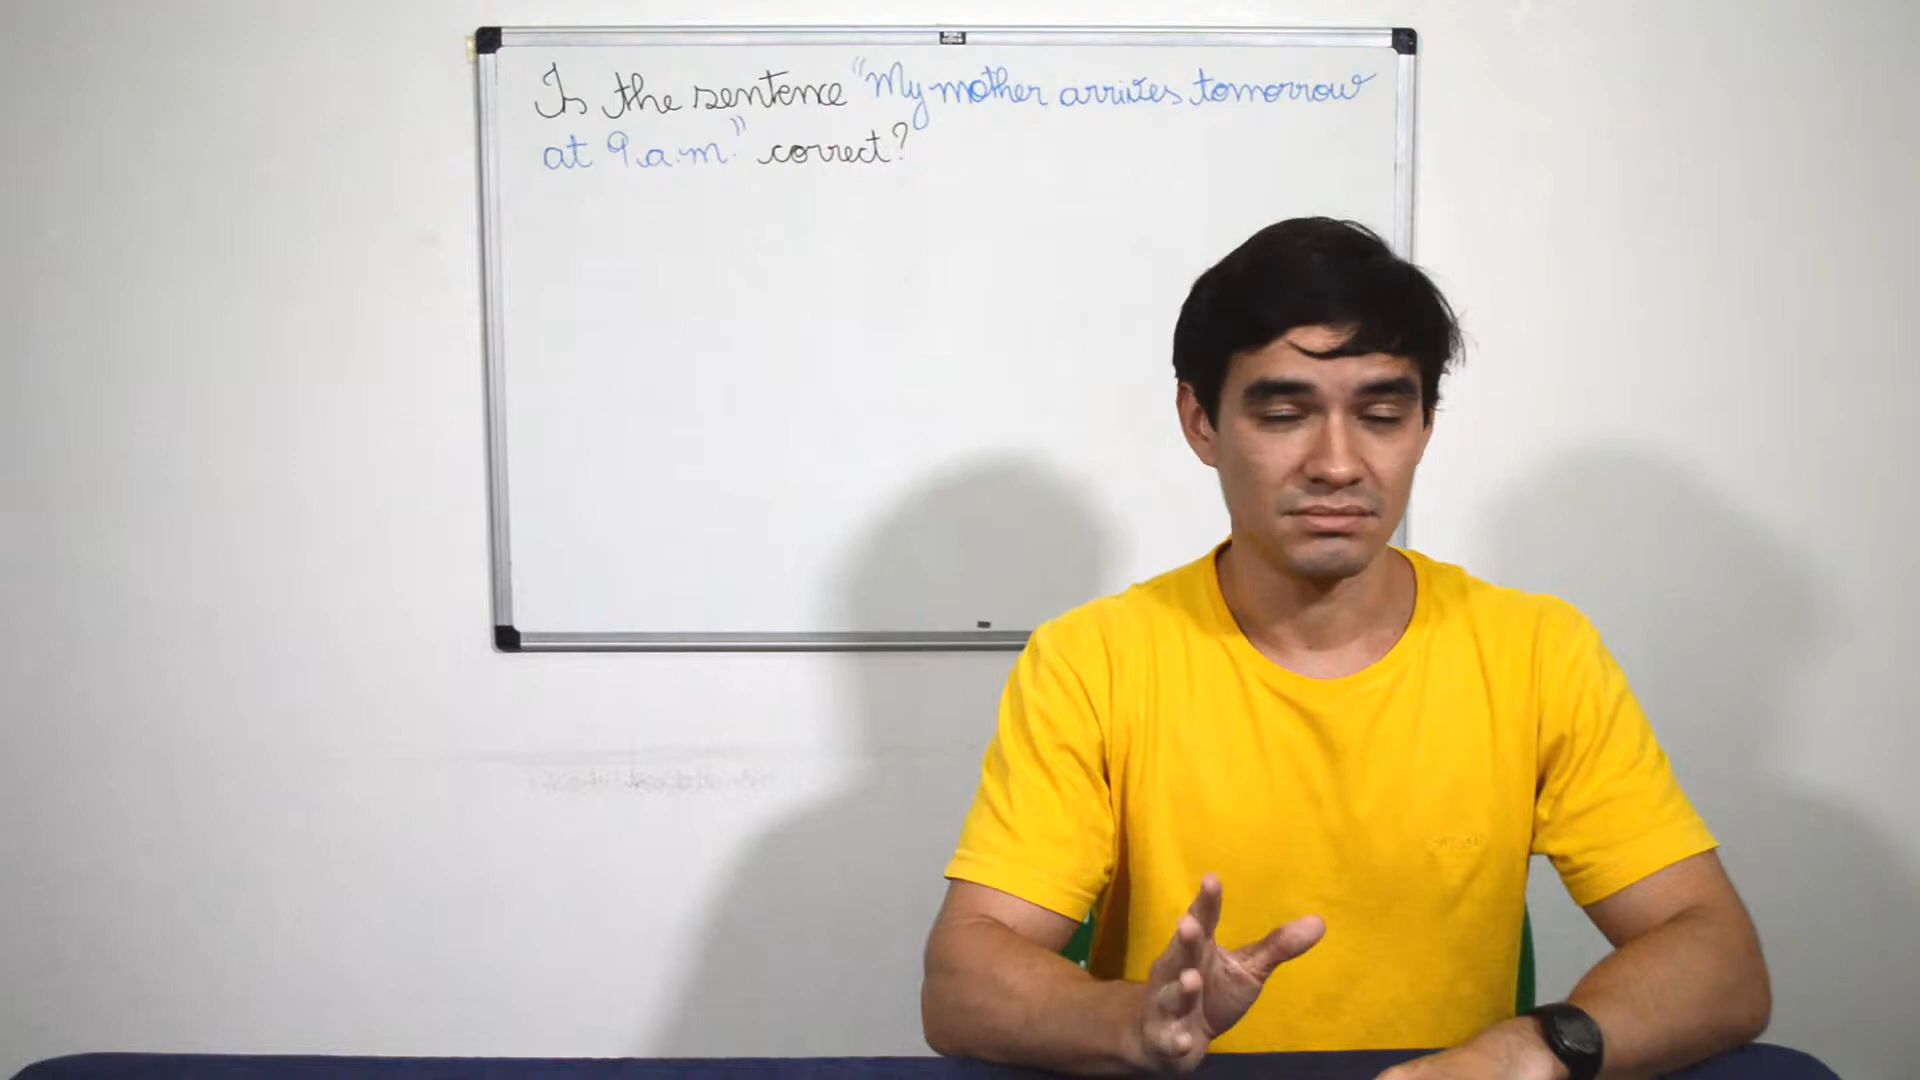 Is the sentence "My mother arrives tomorrow
at 9 a.m." correct?